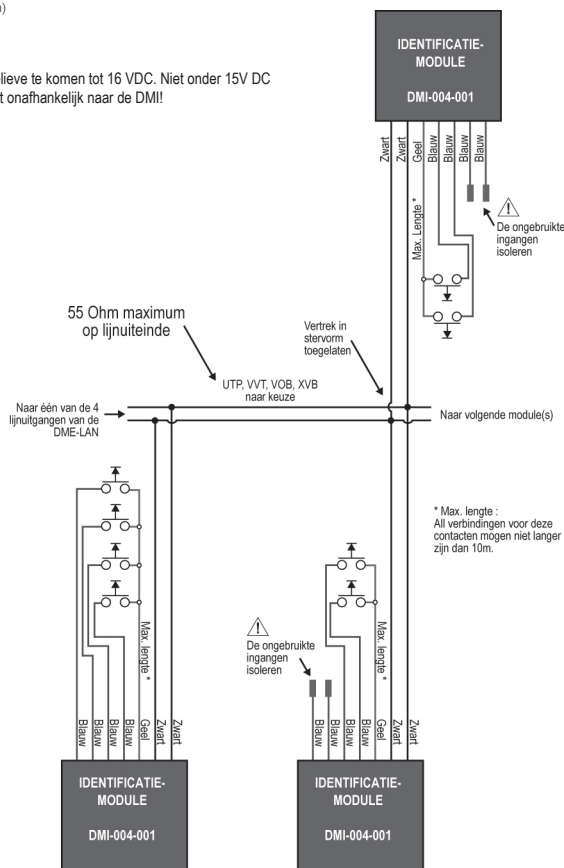 IDENTIFICATIE-
MODULE
DMI-004-001
te komen tot 16 VDC. Niet onder 15V DC
onafhankelijk naar de DMI!
Zwart
Zwart
Geel
Blauw
Blauw
Blauw
Blauw
Max. Lengte *
De ongebruikte
ingangen
isoleren
55 Ohm maximum
op lijnuiteinde
Vertrek in
stervorm
toegelaten
UTP, VVT, VOB, XVB
naar keuze
Naar één van de 4
lijnuitgangen van de
DME-LAN
Naar volgende module(s)
* Max. lengte :
All verbindingen voor deze
contacten mogen niet langer
zijn dan 10m.
Max. lengte *
Blauw
Blauw
Blauw
Blauw
Geel
Zwart
Zwart
IDENTIFICATIE-
MODULE
DMI-004-001
De ongebruikte
ingangen
isoleren
Max. lengte *
Blauw
Blauw
Blauw
Blauw
Geel
Zwart
Zwart
IDENTIFICATIE-
MODULE
DMI-004-001